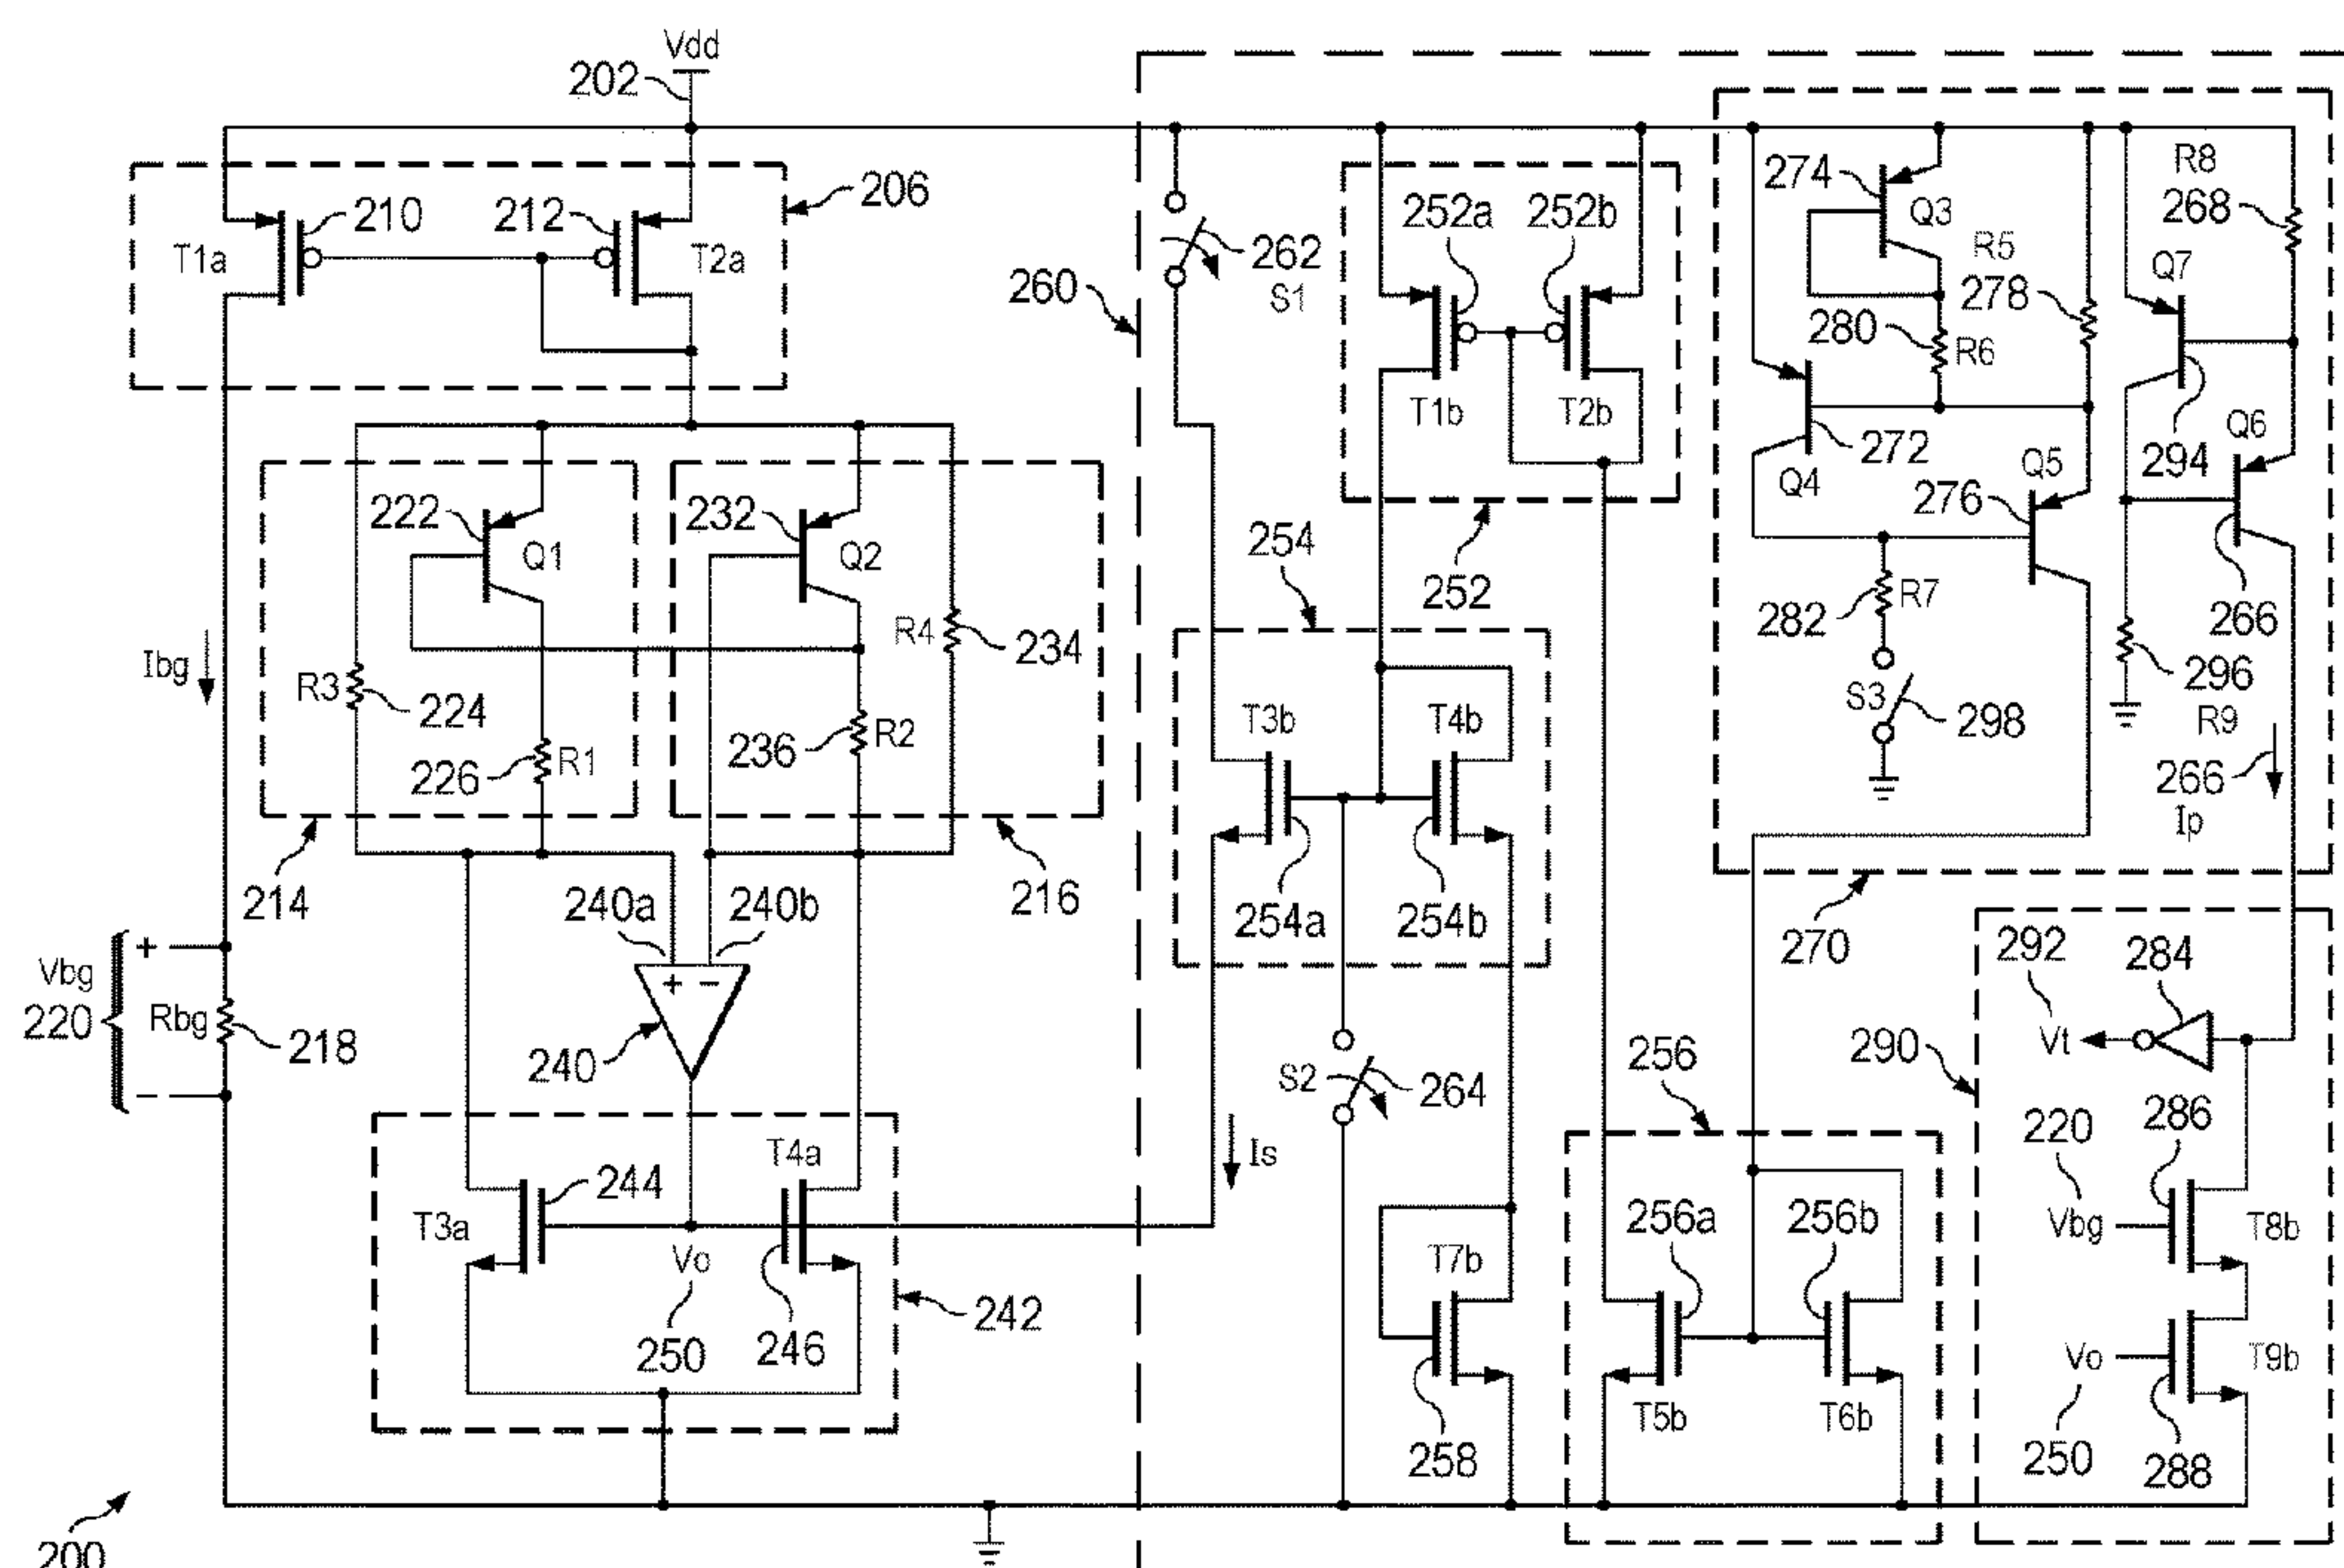 Vdd
202
R8
274
268
210
212
206
252a
252b
Q3
T1a
T2a
262
R5
Q7
260
S1
278
280
R6
T1b
T2b
Q6
272
294
Q5
Q4
222
232
276
254
Q1
Q2
252
R7
282
266
R4
234
Ibg
S3
296
R3
224
T3b
T4b
298
R9
236
R2
226
R1
266
Ip
214
240a
240b
216
254a
254b
270
292
284
Vbg
+
220
Rbg
218
+ −
256
Vt
290
240
S2
264
−
220
286
T4a
Is
244
T3a
256a
256b
Vbg
T8b
Vo
T7b
242
250
246
Vo
T9b
T5b
T6b
258
250
288
200